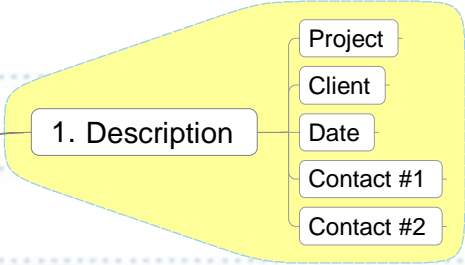 1. Description
Project
Client
Date
Contact #1
Contact #2